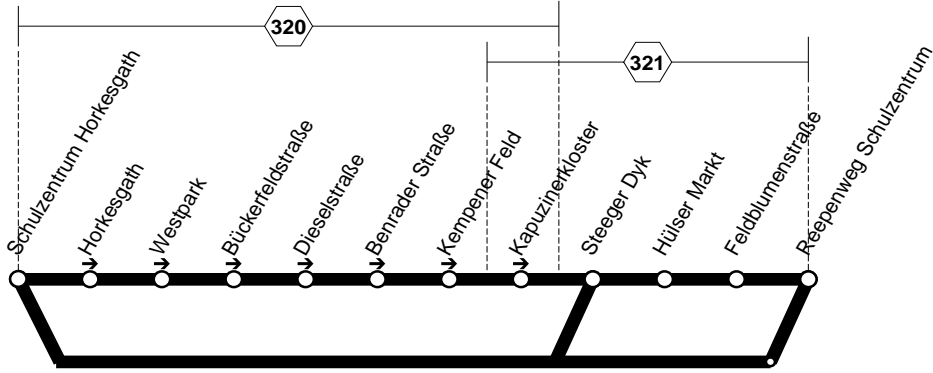 320
321
Schulzentrum Horkesgath
Horkesgath
Westpark
Bückerfeldstraße
Dieselstraße
Benrader Straße
Kempener Feld
Kapuzinerkloster
Steeger Dyk
Hülser Markt
Feldblumenstraße
Reepenweg Schulzentrum